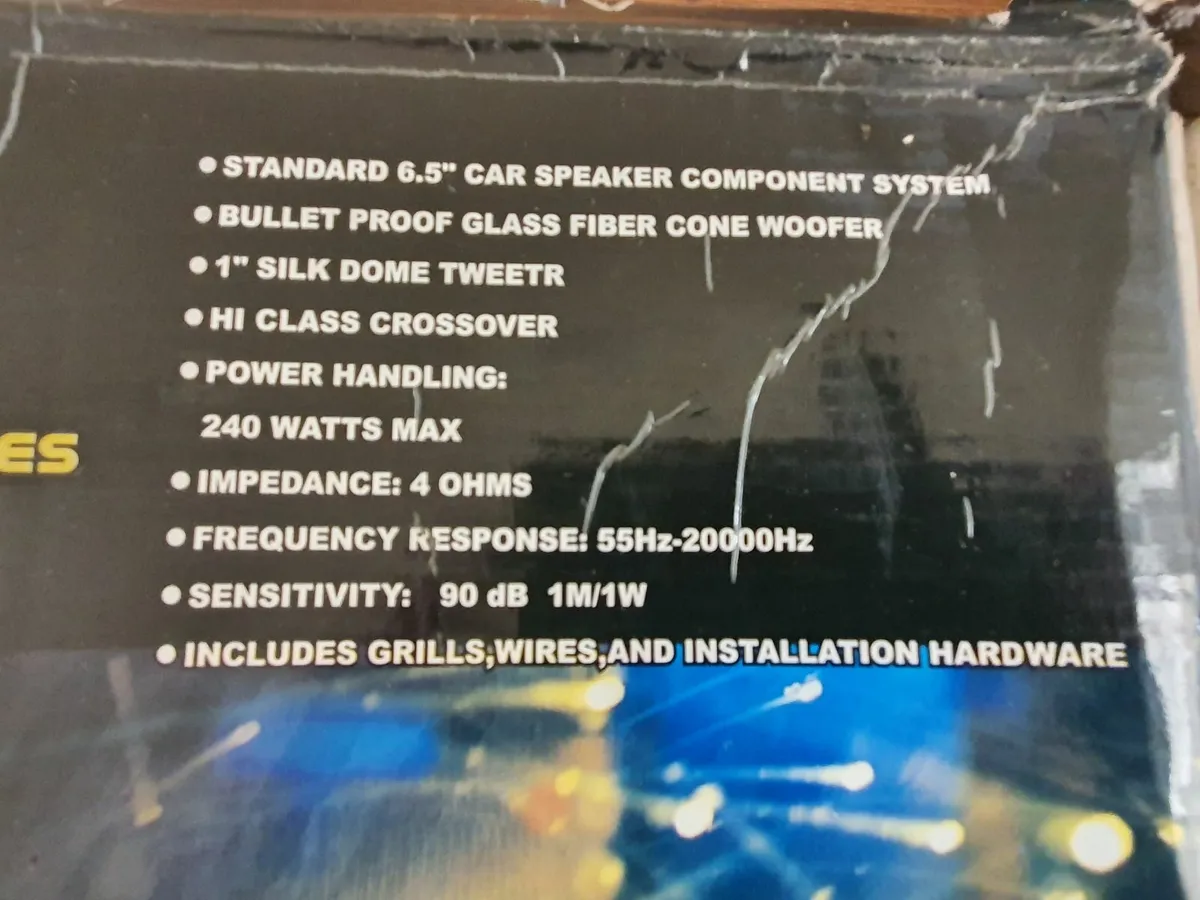 ● STANDARD 6.5" CAR SPEAKER COMPONENT SYSTEM
● BULLET PROOF GLASS FIBER CONE WOOFER
● 1" SILK DOME TWEETR
● HI CLASS CROSSOVER
● POWER HANDLING:
240 WATTS MAX
ES
● IMPEDANCE: 4 OHMS
● FREQUENCY RESPONSE: 55Hz-20000Hz
● SENSITIVITY: 90 dB 1M/1W
● INCLUDES GRILLS,WIRES,AND INSTALLATION HARDWARE